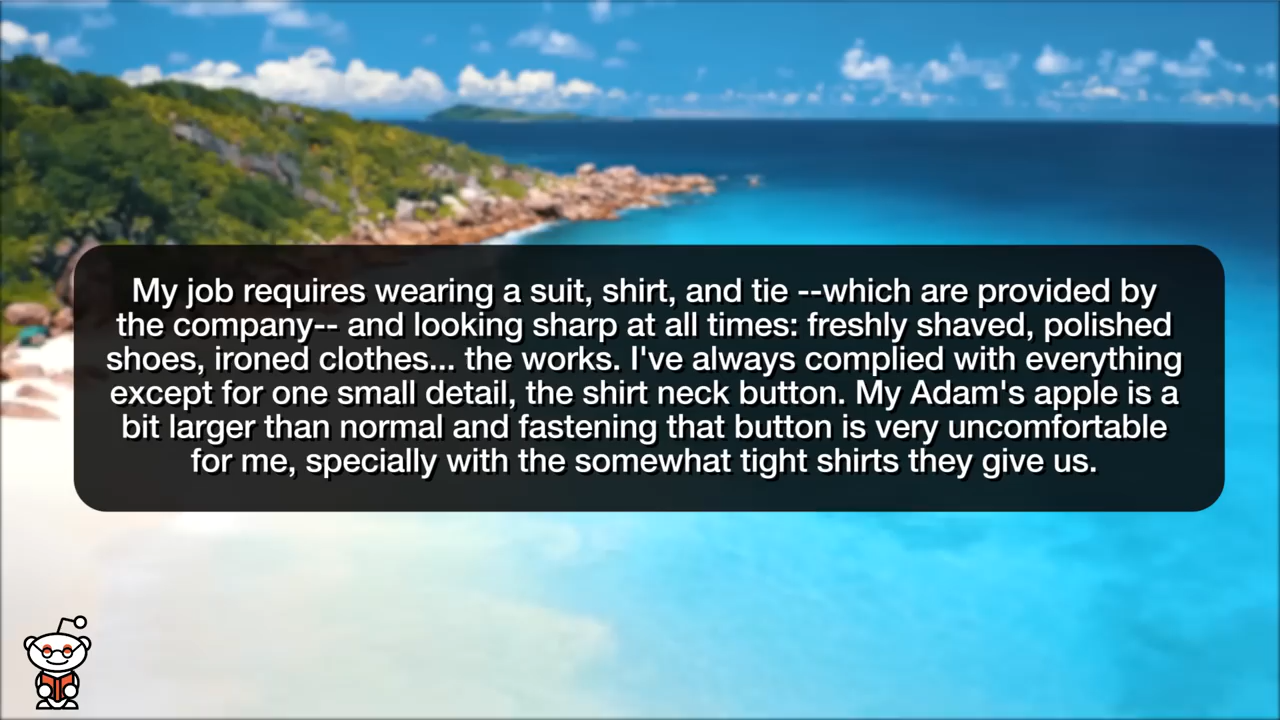 My job requires wearing a suit, shirt, and tie --which are provided by
the company-- and looking sharp at all times: freshly shaved, polished
shoes, ironed clothes... the works. I've always complied with everything
except for one small detail, the shirt neck button. My Adam's apple is a
bit larger than normal and fastening that button is very uncomfortable
for me, specially with the somewhat tight shirts they give us.